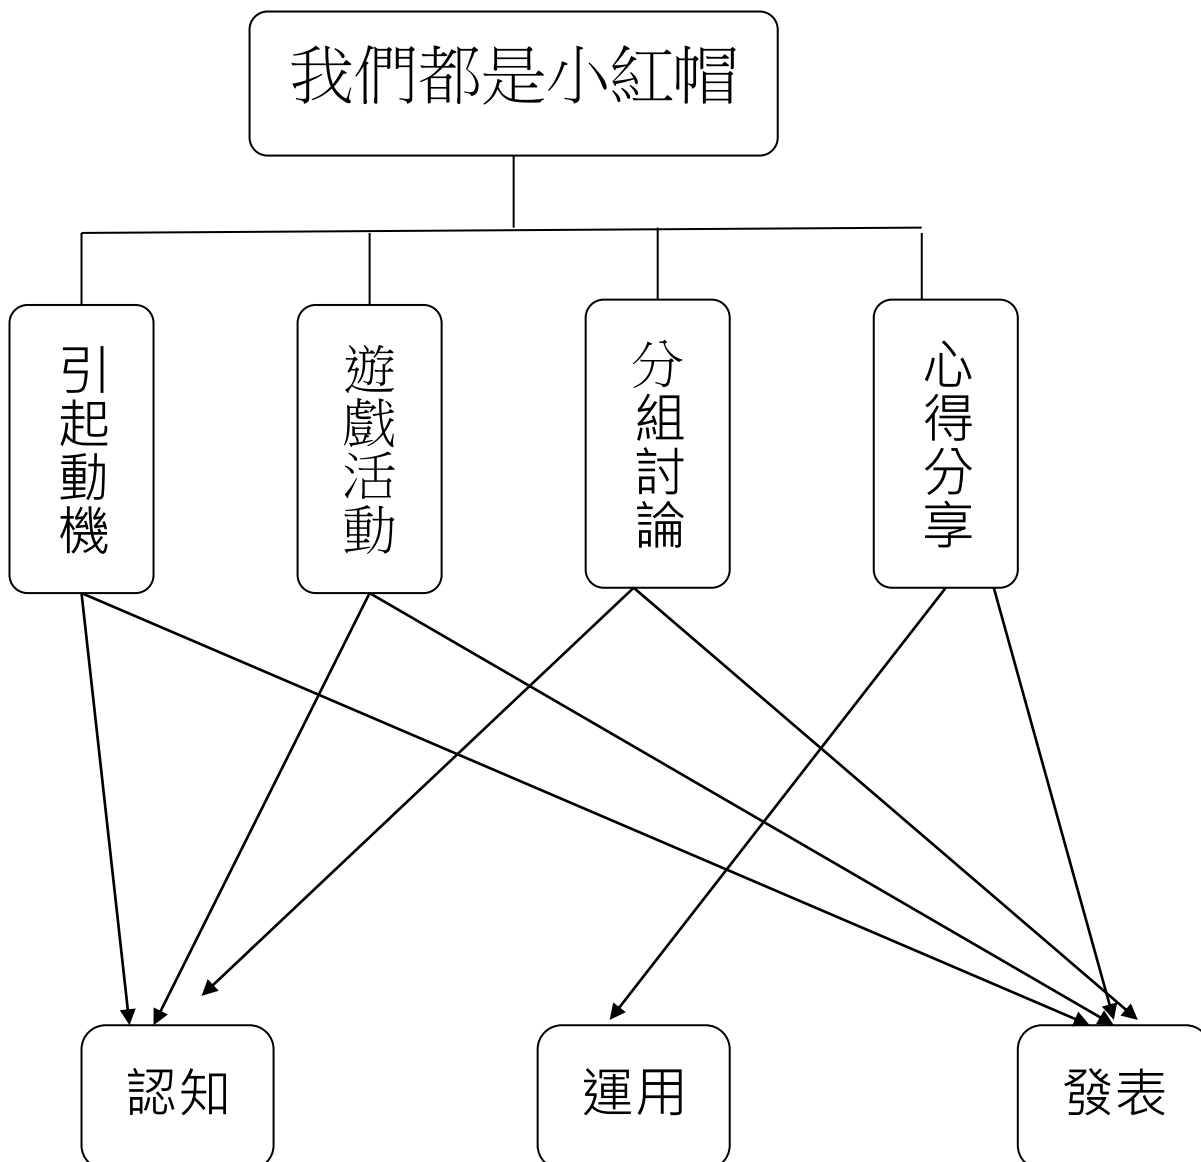 我們都是小紅帽
引起動機
遊戲活動
分組討論
心得分享
認知
運用
發表